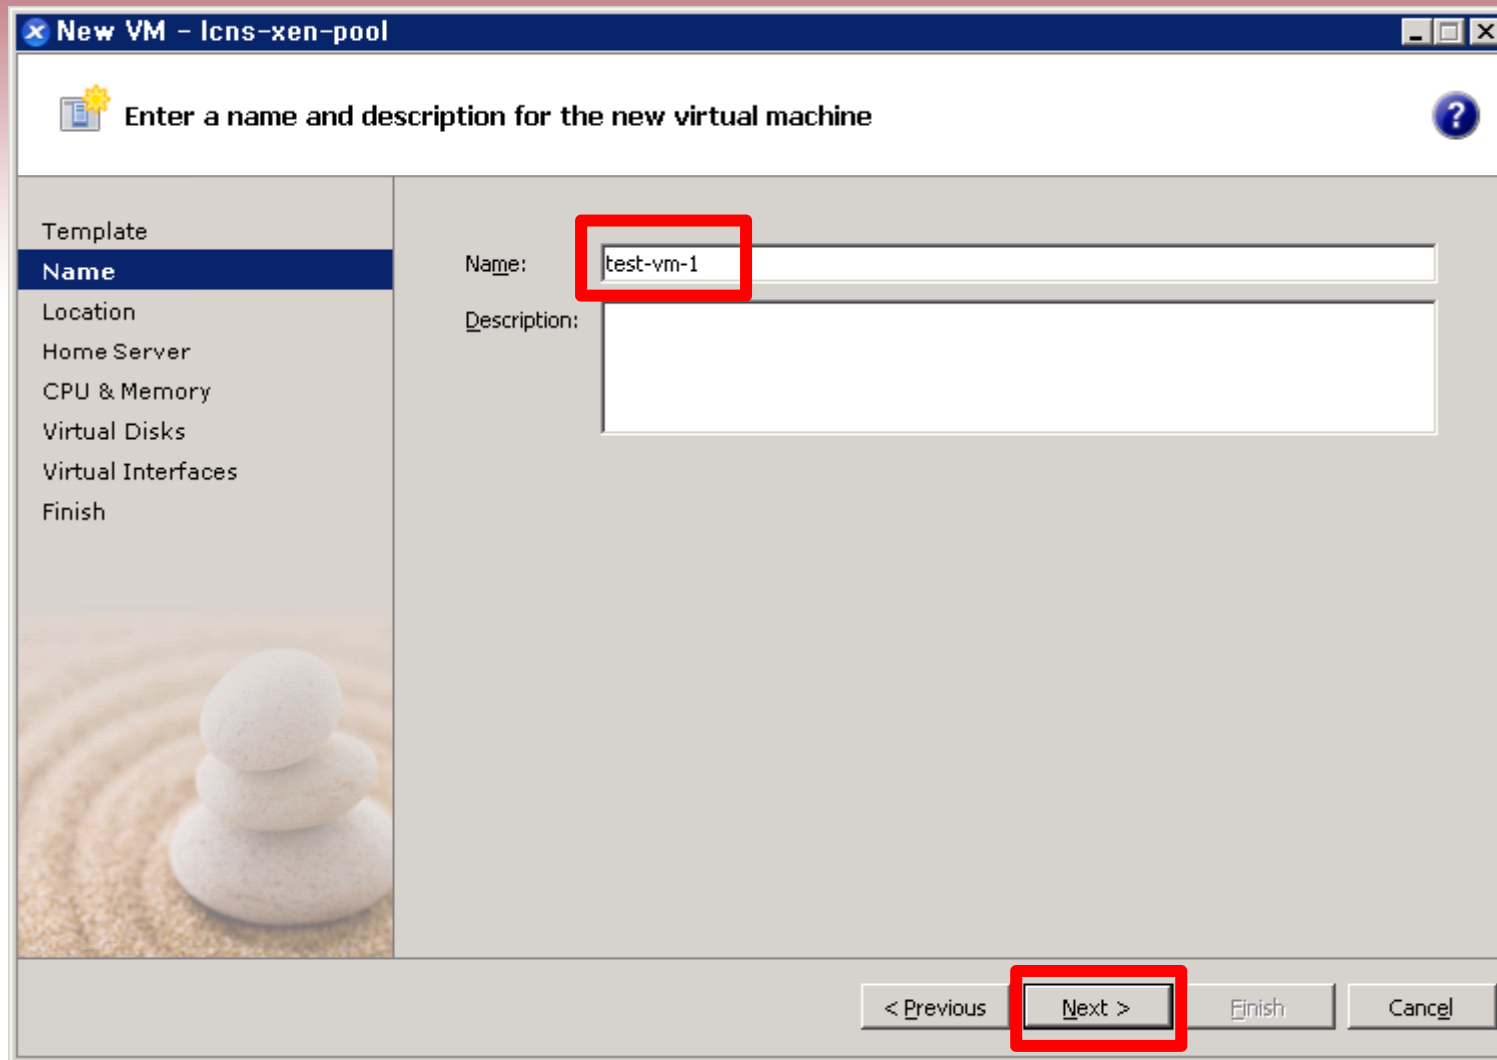 New VM - lcns-xen-pool
Enter a name and description for the new virtual machine
?
Template
Name
Location
Home Server
CPU & Memory
Virtual Disks
Virtual Interfaces
Finish
Name: test-vm-1
Description:
< Previous Next > Finish Cancel